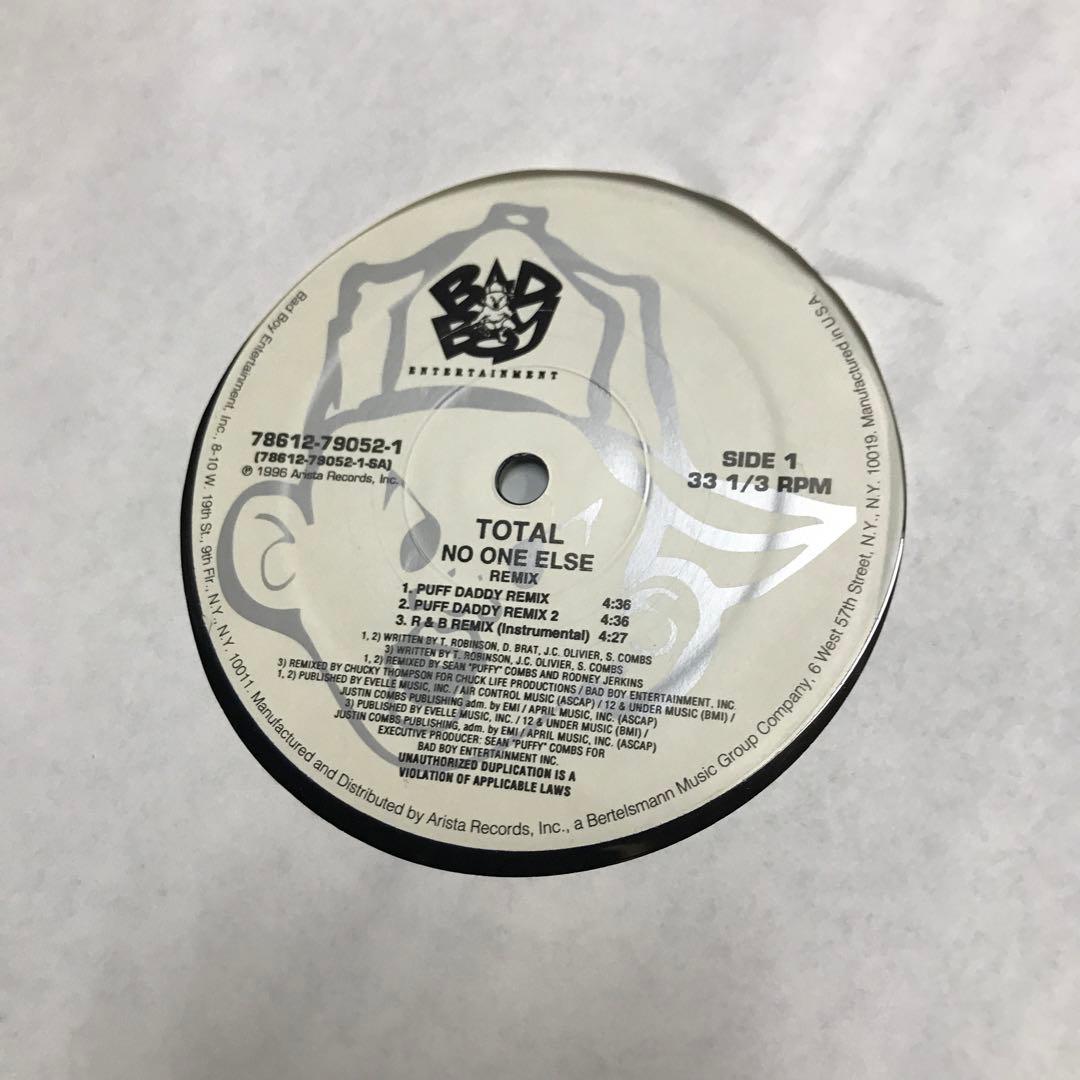 BAD BOY
ENTERTAINMENT
78612-79052-1
(78612-79052-1-SA)
℗ 1996 Arista Records, Inc.
SIDE 1
33 1/3 RPM
TOTAL
NO ONE ELSE
REMIX
1. PUFF DADDY REMIX 4:36
2. PUFF DADDY REMIX 2 4:36
3. R & B REMIX (Instrumental) 4:27
1, 2) WRITTEN BY T. ROBINSON, D. BRAT, J.C. OLIVIER, S. COMBS
3) WRITTEN BY T. ROBINSON, J.C. OLIVIER, S. COMBS
1, 2) REMIXED BY SEAN "PUFFY" COMBS AND RODNEY JERKINS
3) REMIXED BY CHUCKY THOMPSON FOR CHUCK LIFE PRODUCTIONS / BAD BOY ENTERTAINMENT, INC.
1, 2) PUBLISHED BY EVELLE MUSIC, INC. / AIR CONTROL MUSIC (ASCAP) / 12 & UNDER MUSIC (BMI) /
JUSTIN COMBS PUBLISHING adm. by EMI / APRIL MUSIC, INC. (ASCAP)
3) PUBLISHED BY EVELLE MUSIC, INC. / 12 & UNDER MUSIC (BMI) /
JUSTIN COMBS PUBLISHING, adm. by EMI / APRIL MUSIC, INC. (ASCAP)
EXECUTIVE PRODUCER: SEAN "PUFFY" COMBS FOR
BAD BOY ENTERTAINMENT INC.
UNAUTHORIZED DUPLICATION IS A
VIOLATION OF APPLICABLE LAWS
Bad Boy Entertainment, Inc., 8-10 W. 19th St., 9th Flr., N.Y., N.Y. 10011. Manufactured and Distributed by Arista Records, Inc., a Bertelsmann Music Group Company, 6 West 57th Street, N.Y., N.Y. 10019. Manufactured in U.S.A.